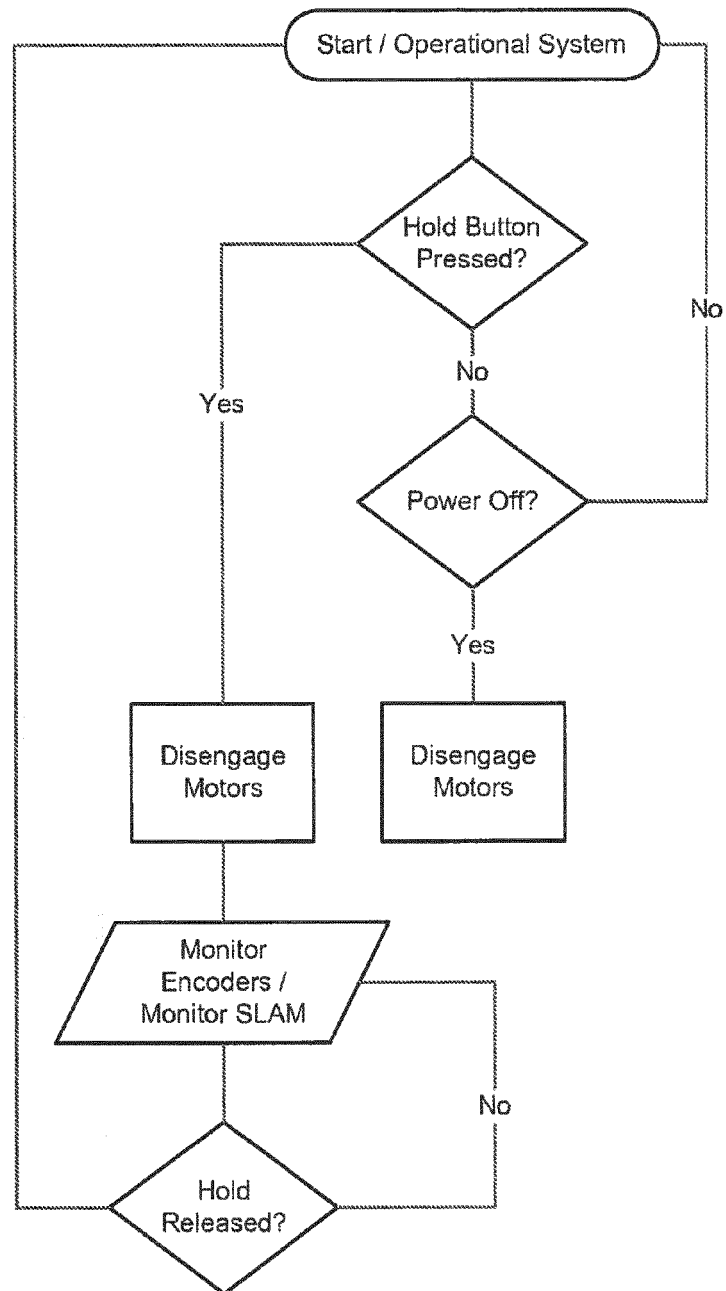 Start / Operational System
Hold Button
Pressed?
No
No
Yes
Power Off?
Yes
Disengage
Motors
Disengage
Motors
Monitor
Encoders /
Monitor SLAM
No
Hold
Released?